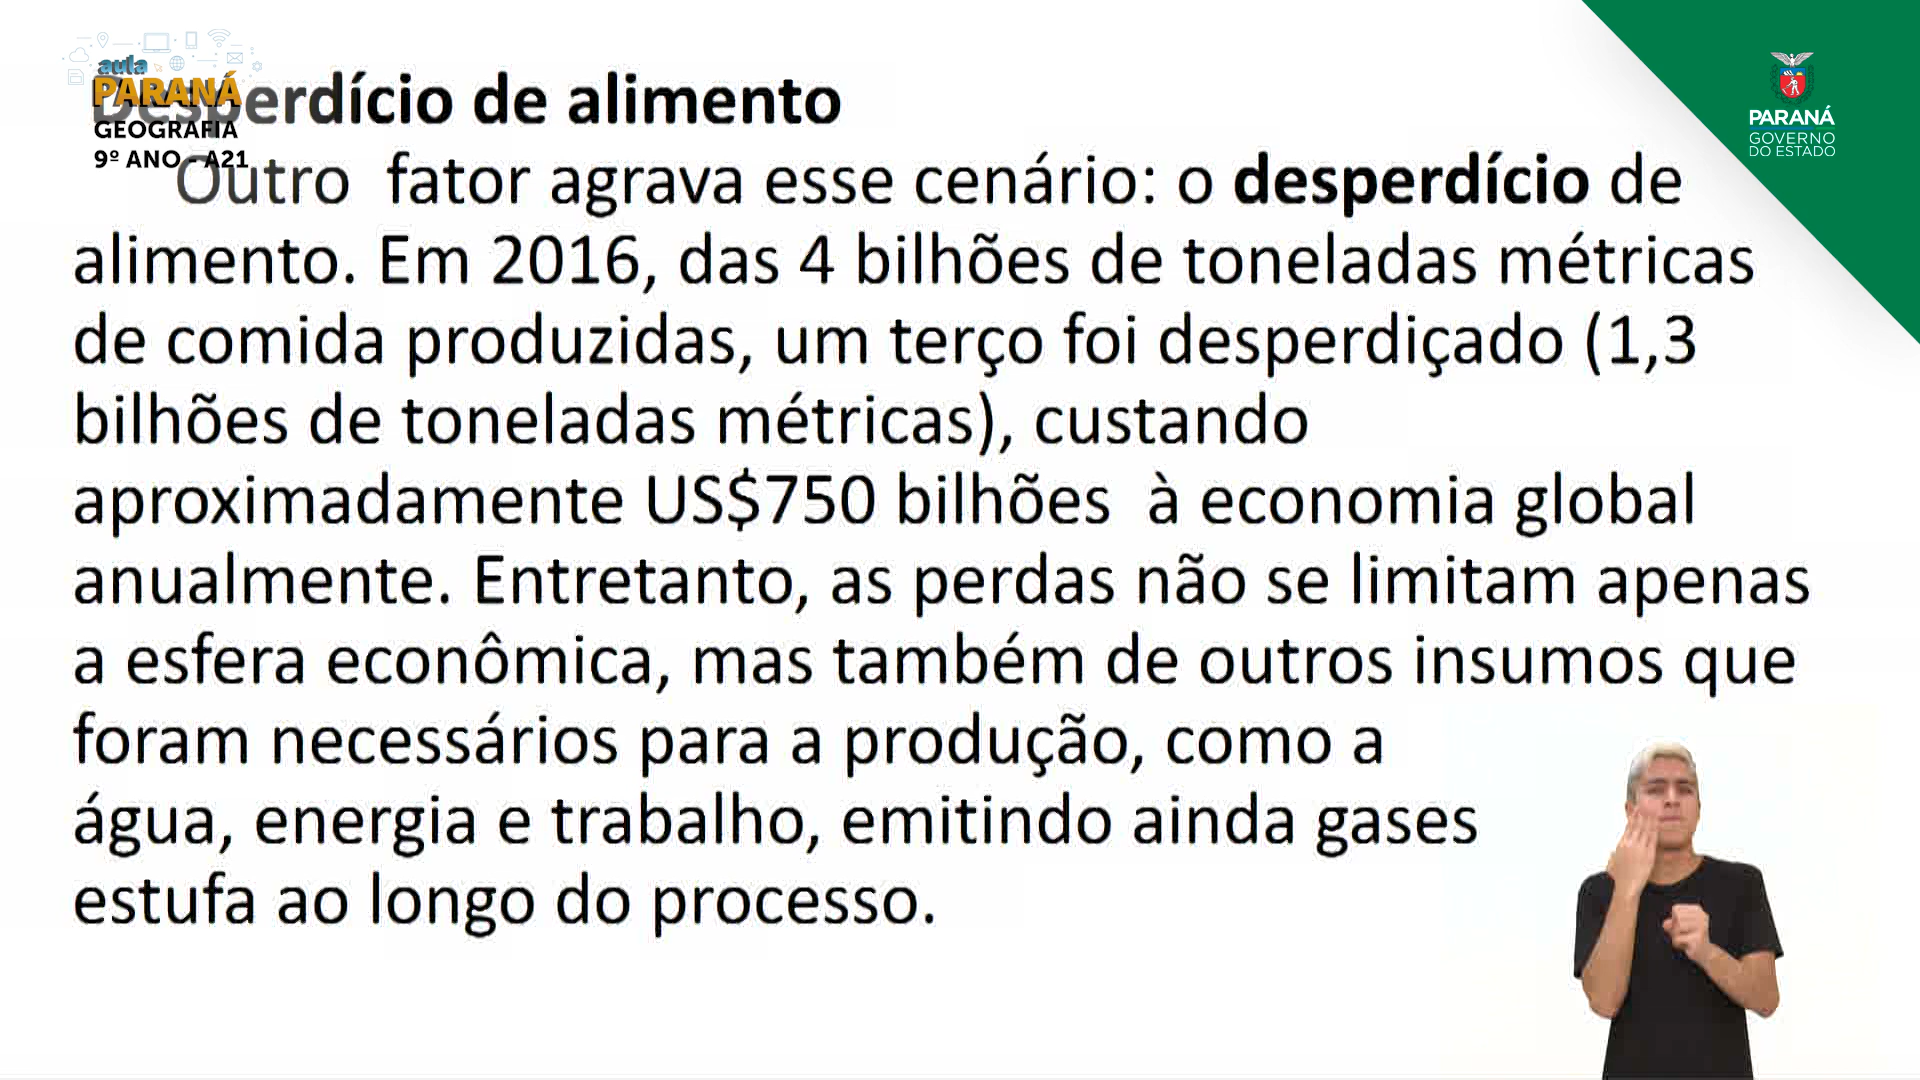 aula
PARANÁ
GEOGRAFIA
9º ANO - A21
Desperdício de alimento
Outro fator agrava esse cenário: o desperdício de
alimento. Em 2016, das 4 bilhões de toneladas métricas
de comida produzidas, um terço foi desperdiçado (1,3
bilhões de toneladas métricas), custando
aproximadamente US$750 bilhões à economia global
anualmente. Entretanto, as perdas não se limitam apenas
a esfera econômica, mas também de outros insumos que
foram necessários para a produção, como a
água, energia e trabalho, emitindo ainda gases
estufa ao longo do processo.
PARANÁ
GOVERNO
DO ESTADO